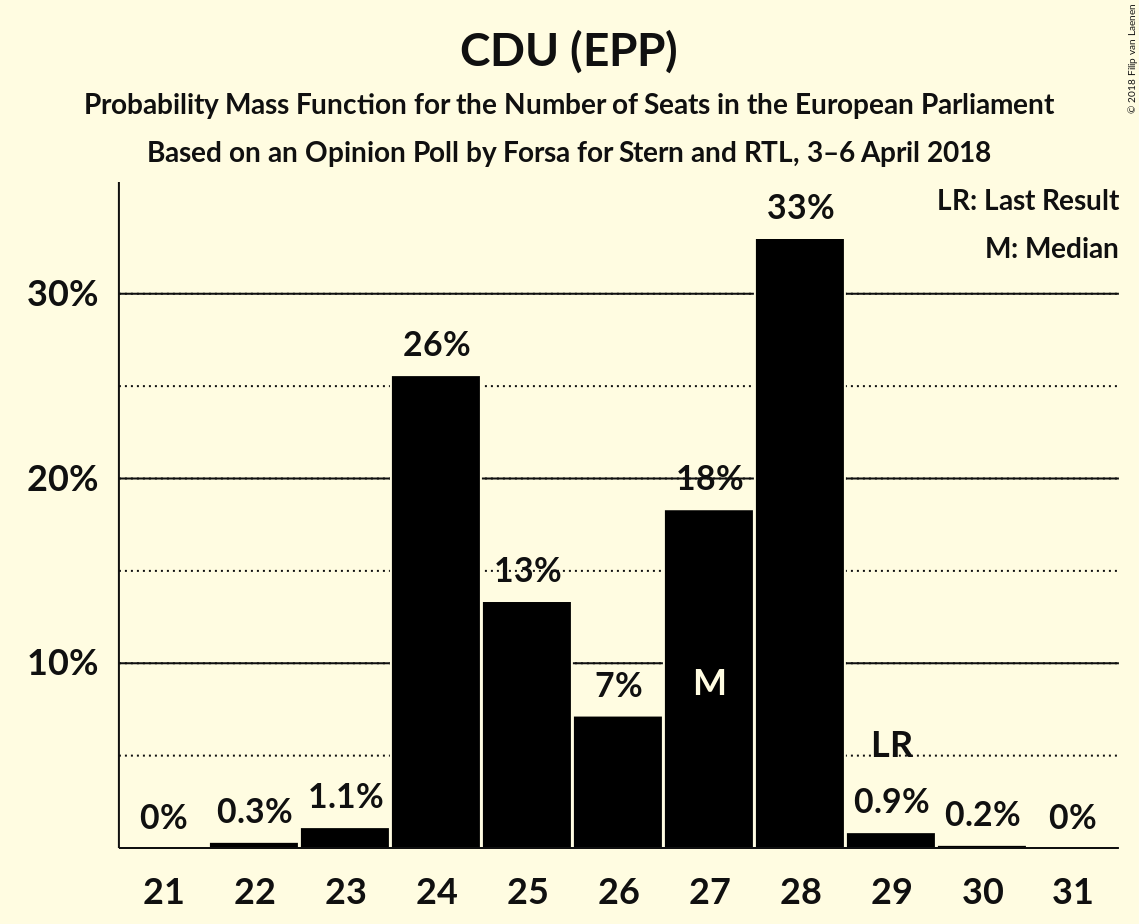 CDU (EPP)
Probability Mass Function for the Number of Seats in the European Parliament
Based on an Opinion Poll by Forsa for Stern and RTL, 3–6 April 2018
© 2018 Filip van Laenen
LR: Last Result
M: Median
33%
30%
26%
20%
18%
13%
10%
7%
M
LR
0%
0.3%
1.1%
0.9%
0.2%
0%
21 22 23 24 25 26 27 28 29 30 31